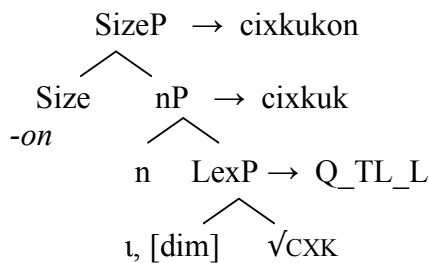 SizeP → cixkukon
Size nP → cixkuk
-on
n LexP → Q_TL_L
ι, [dim] √CXK